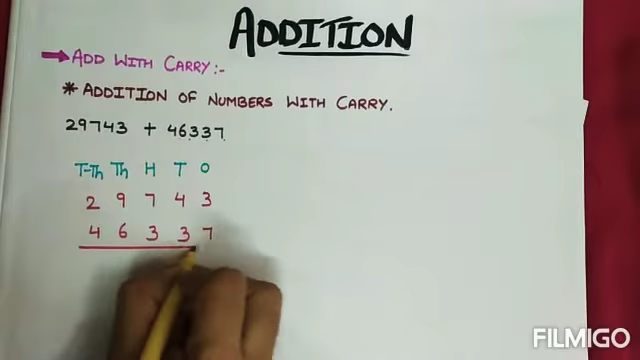 ADDITION
ADD WITH CARRY:-
* ADDITION OF NUMBERS WITH CARRY.
29743 + 46337
T-Th Th H T O
2 9 7 4 3
4 6 3 3 7
FILMIGO